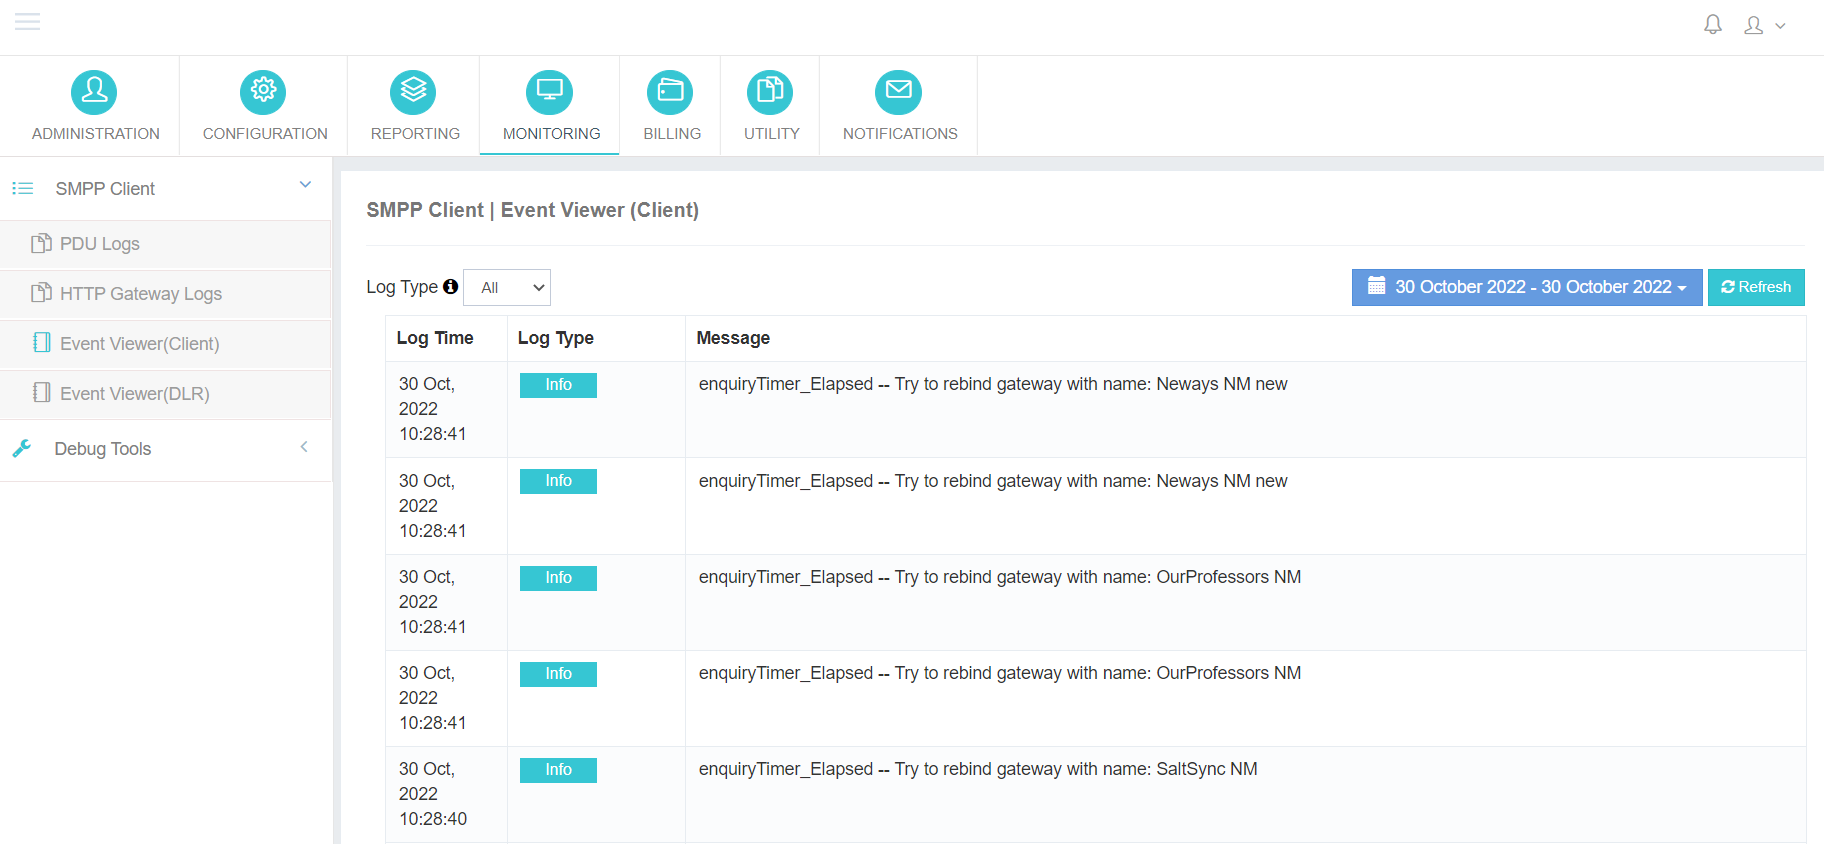 ADMINISTRATION
CONFIGURATION
REPORTING
MONITORING
BILLING
UTILITY
NOTIFICATIONS
SMPP Client
PDU Logs
HTTP Gateway Logs
Event Viewer(Client)
Event Viewer(DLR)
Debug Tools
SMPP Client | Event Viewer (Client)
Log Type All
30 October 2022 - 30 October 2022
Refresh
Log Time Log Type Message
30 Oct, Info enquiryTimer_Elapsed -- Try to rebind gateway with name: Neways NM new
2022
10:28:41
30 Oct, Info enquiryTimer_Elapsed -- Try to rebind gateway with name: Neways NM new
2022
10:28:41
30 Oct, Info enquiryTimer_Elapsed -- Try to rebind gateway with name: OurProfessors NM
2022
10:28:41
30 Oct, Info enquiryTimer_Elapsed -- Try to rebind gateway with name: OurProfessors NM
2022
10:28:41
30 Oct, Info enquiryTimer_Elapsed -- Try to rebind gateway with name: SaltSync NM
2022
10:28:40